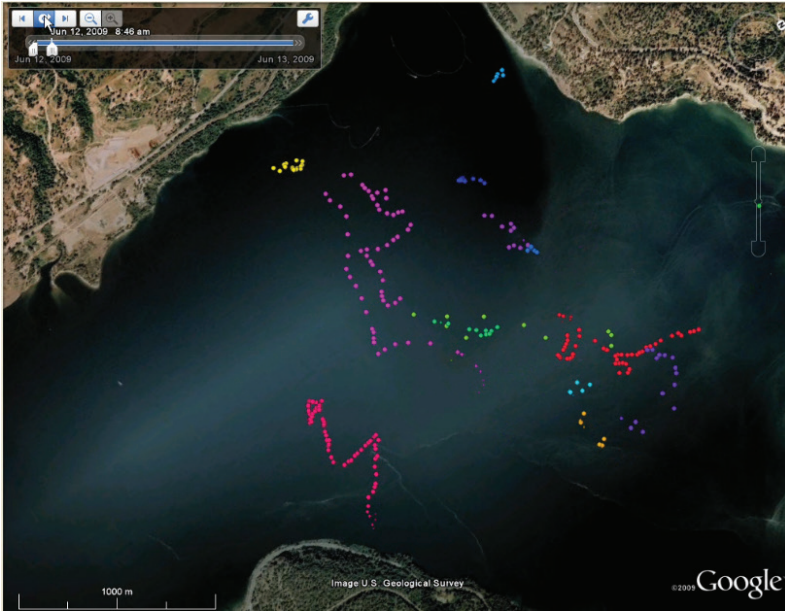 Jun 12, 2009   8:46 am
Jun 12, 2009
Jun 13, 2009
1000 m
Image U.S. Geological Survey
©2009 Google